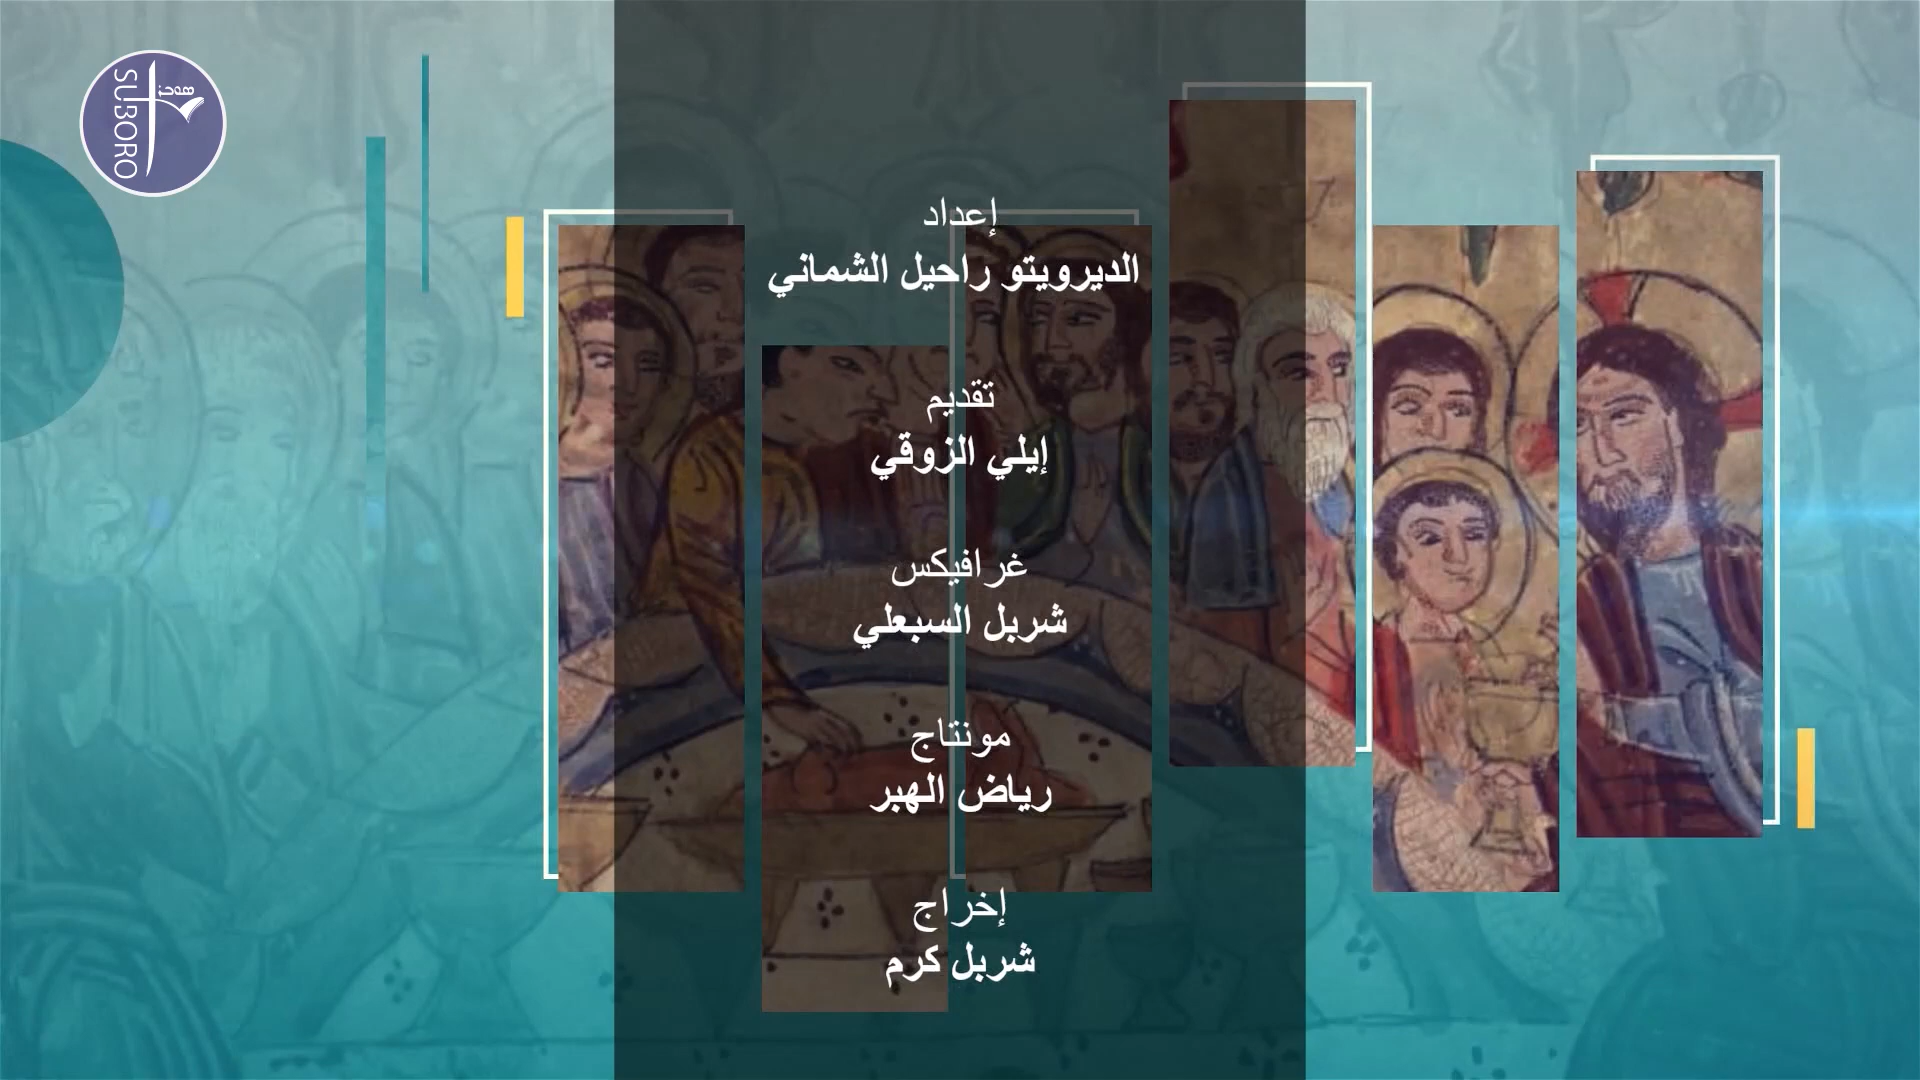 SUBORO
إعداد
الديرويتو راحيل الشماني
تقديم
إيلي الزوقي
غرافيكس
شربل السبعلي
مونتاج
رياض الهبر
إخراج
شربل كرم